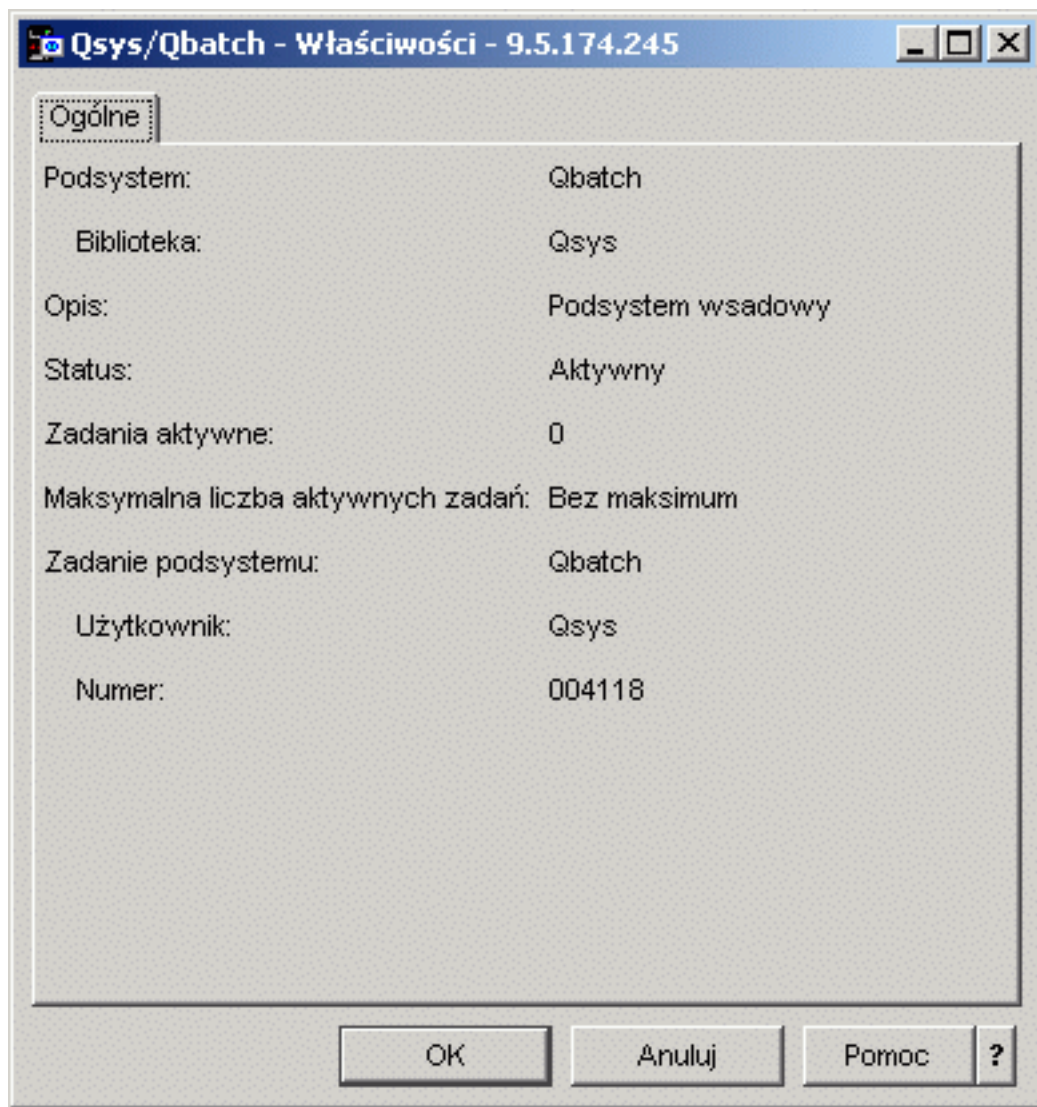 Qsys/Qbatch - Właściwości - 9.5.174.245
Ogólne
Podsystem: Qbatch
Biblioteka: Qsys
Opis: Podsystem wsadowy
Status: Aktywny
Zadania aktywne: 0
Maksymalna liczba aktywnych zadań: Bez maksimum
Zadanie podsystemu: Qbatch
Użytkownik: Qsys
Numer: 004118
OK Anuluj Pomoc ?